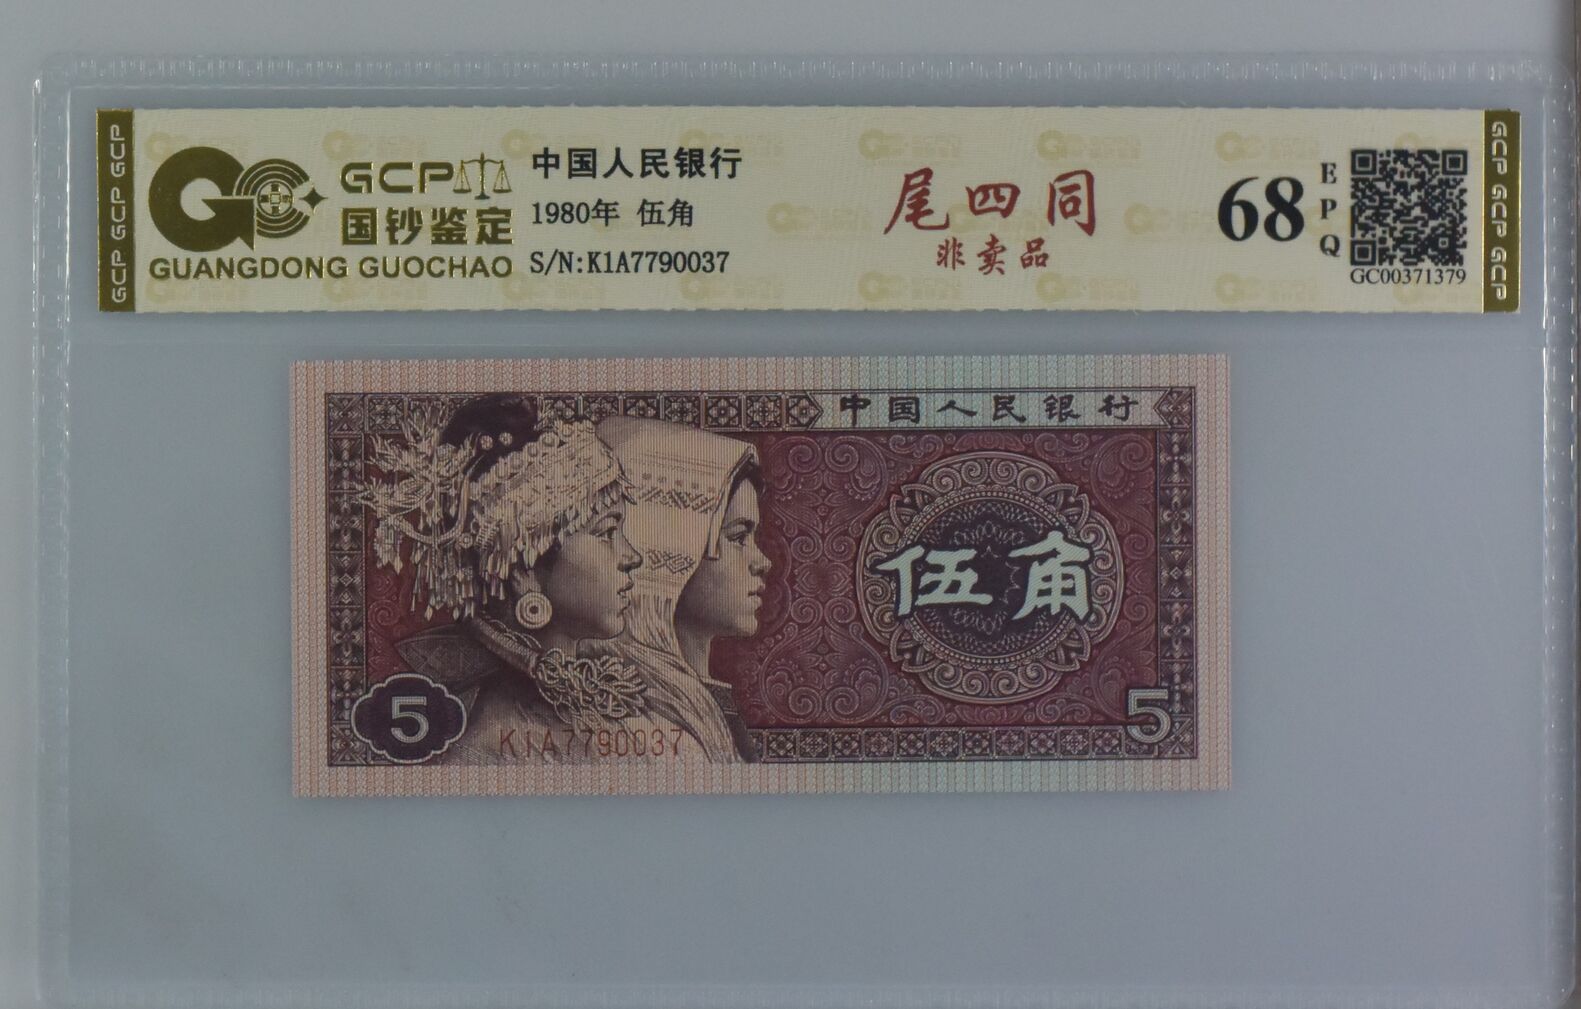 GCP GCP GCP
GCP
国钞鉴定
GUANGDONG GUOCHAO
中国人民银行
1980年 伍角
S/N:K1A7790037
尾四同
非卖品
68
EPQ
GC00371379
GCP GCP GCP
中国人民银行
伍角
5
K1A7790037
5